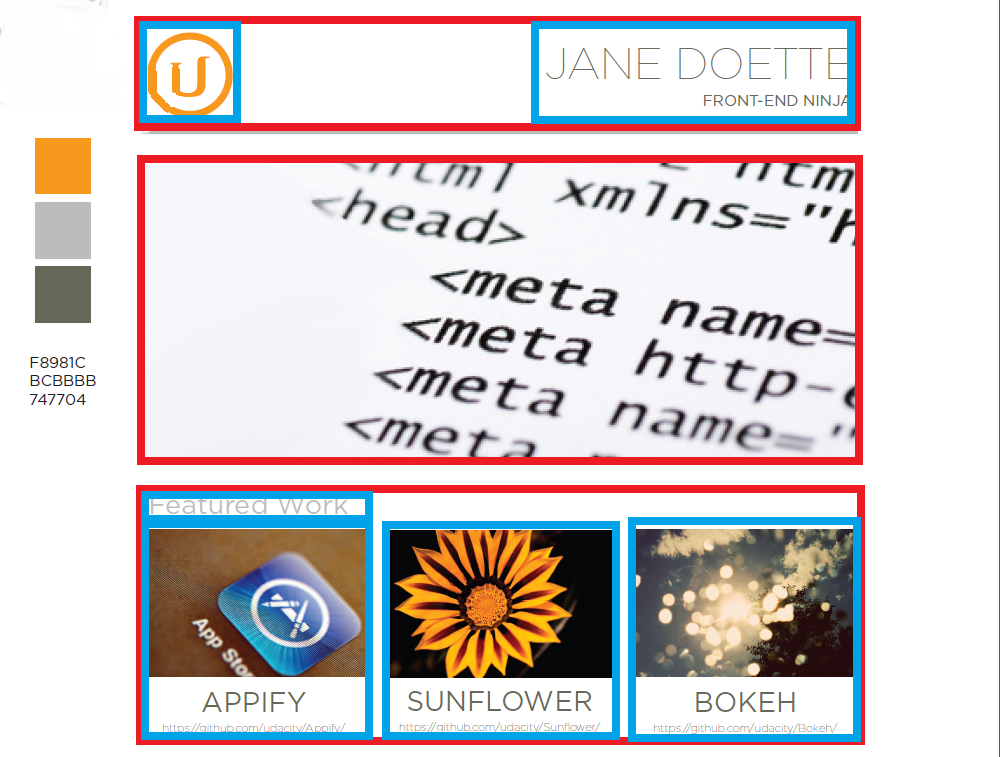 U
JANE DOETTE
FRONT-END NINJA
F8981C
BCBBBB
747704
<html
xmlns="
<head>
<meta name=
<meta http-
<meta name="
<meta
Featured Work
App Sto
APPIFY
SUNFLOWER
BOKEH
https://github.com/udacity/Appify/
https://github.com/udacity/Sunflower/
https://github.com/udacity/Bokeh/